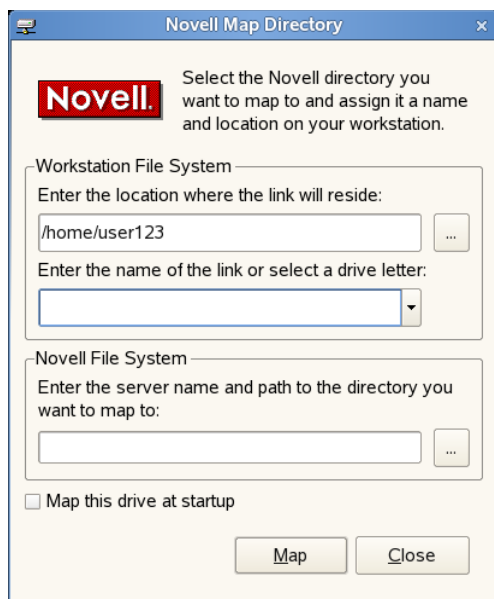 Novell Map Directory
Novell.
Select the Novell directory you
want to map to and assign it a name
and location on your workstation.
Workstation File System
Enter the location where the link will reside:
/home/user123
...
Enter the name of the link or select a drive letter:
Novell File System
Enter the server name and path to the directory you
want to map to:
...
Map this drive at startup
Map
Close